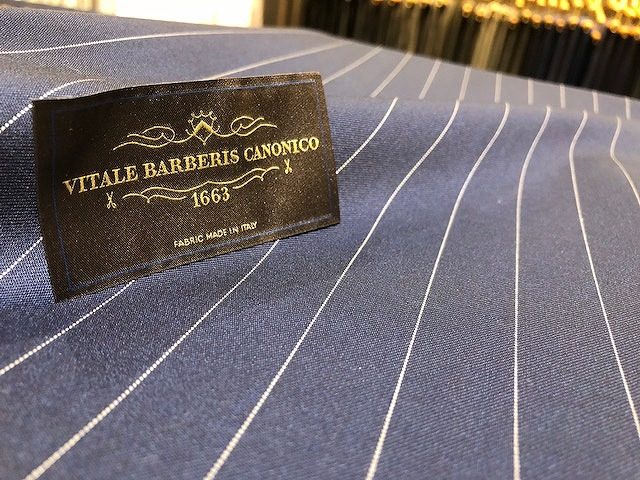 VITALE BARBERIS CANONICO
1663
FABRIC MADE IN ITALY